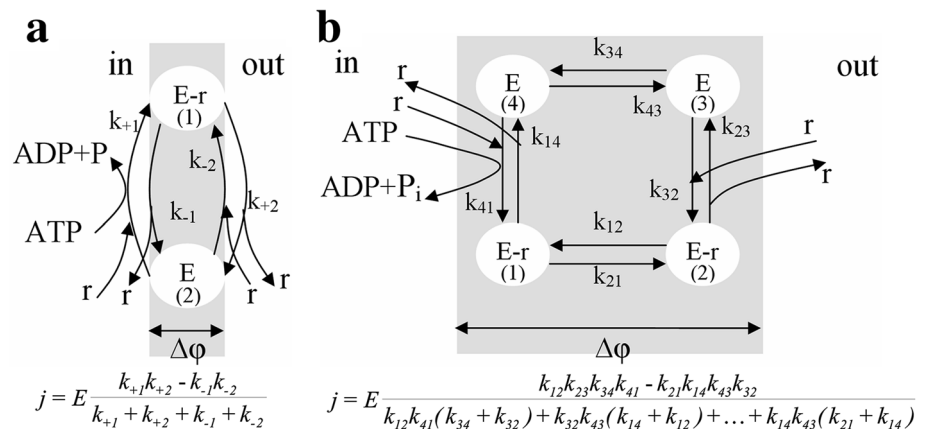 a
in
out
E-r
(1)
k+1
k-2
ADP+P
k-1
k+2
ATP
E
(2)
r
r
r
r
Δφ
j = E k+1k+2 - k-1k-2
k+1 + k+2 + k-1 + k-2
b
in
out
k34
r
E
(4)
E
(3)
r
k43
ATP
k14
k23
r
ADP+Pi
k41
k32
r
k12
E-r
(1)
E-r
(2)
k21
Δφ
j = E k12k23k34k41 - k21k14k43k32
k12k41(k34 + k32) + k32k43(k14 + k12) + ... + k14k43(k21 + k14)